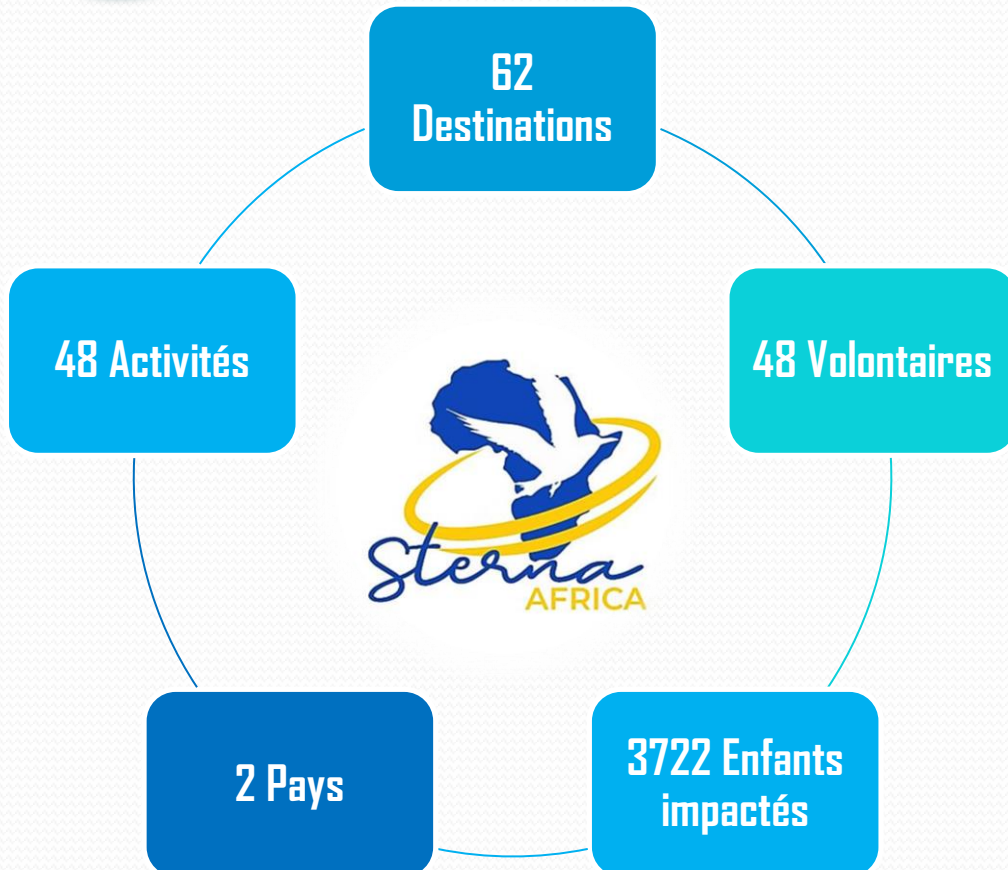 62
Destinations
48 Activités
48 Volontaires
Sterna
AFRICA
2 Pays
3722 Enfants
impactés